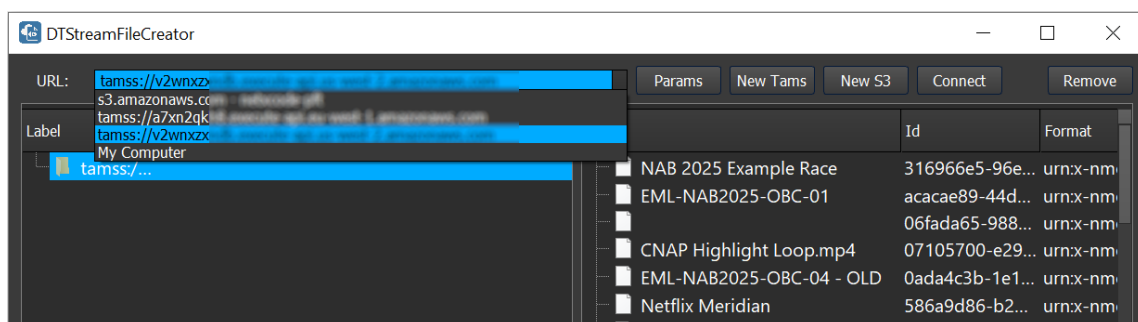 DTStreamFileCreator
URL: tamss://v2wnxzx Params New Tams New S3 Connect Remove
s3.amazonaws.co
tamss://a7xn2qk
tamss://v2wnxzx
My Computer
Label Id Format
tamss:/...
NAB 2025 Example Race 316966e5-96e... urn:x-nm
EML-NAB2025-OBC-01 acacae89-44d... urn:x-nm
06fada65-988... urn:x-nm
CNAP Highlight Loop.mp4 07105700-e29... urn:x-nm
EML-NAB2025-OBC-04 - OLD 0ada4c3b-1e1... urn:x-nm
Netflix Meridian 586a9d86-b2... urn:x-nm